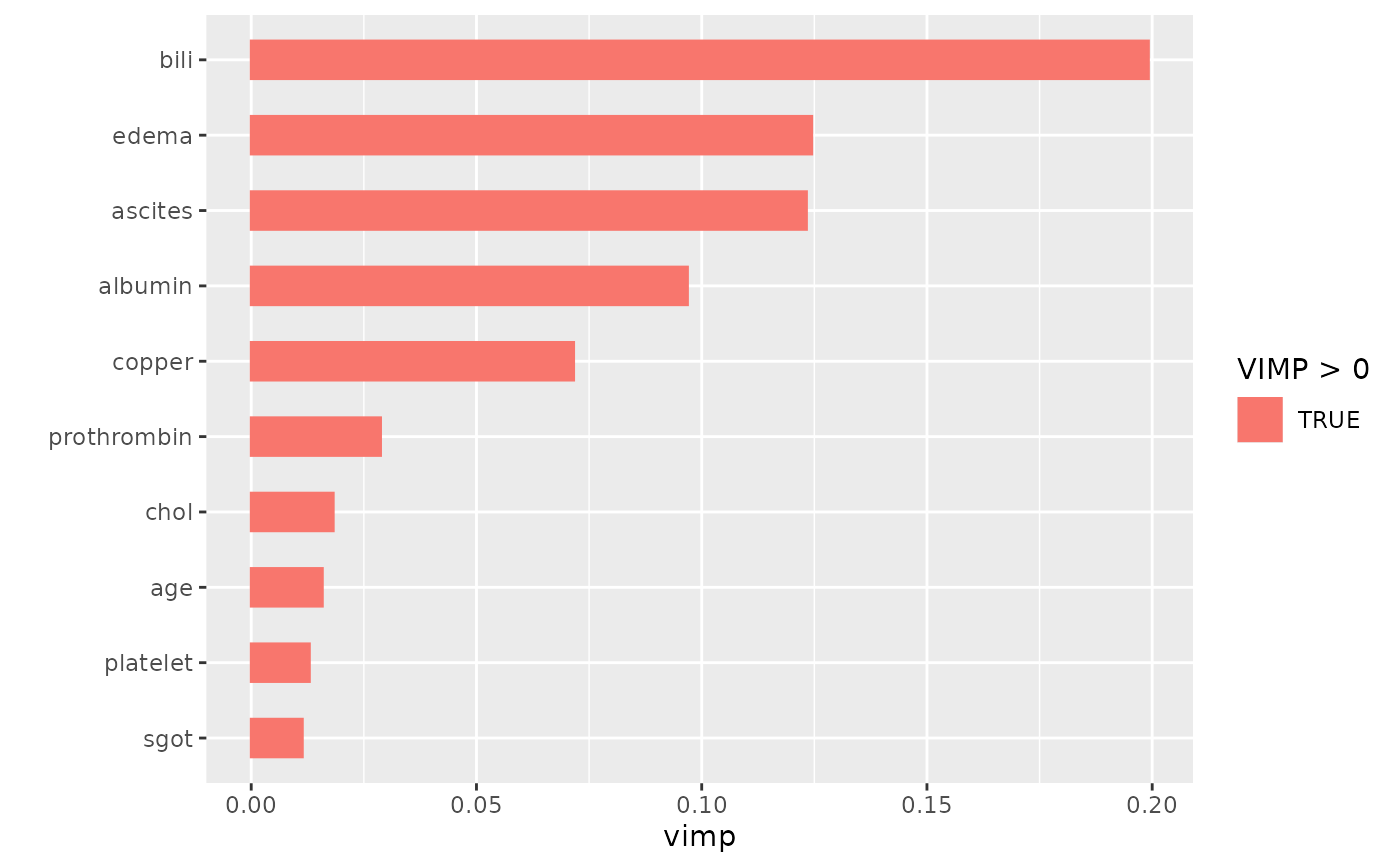 bili
edema
ascites
albumin
copper
prothrombin
chol
age
platelet
sgot
0.00 0.05 0.10 0.15 0.20
vimp
VIMP > 0
TRUE